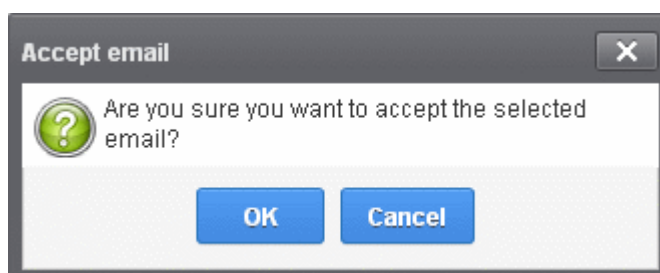 Accept email
Are you sure you want to accept the selected
email?
OK
Cancel